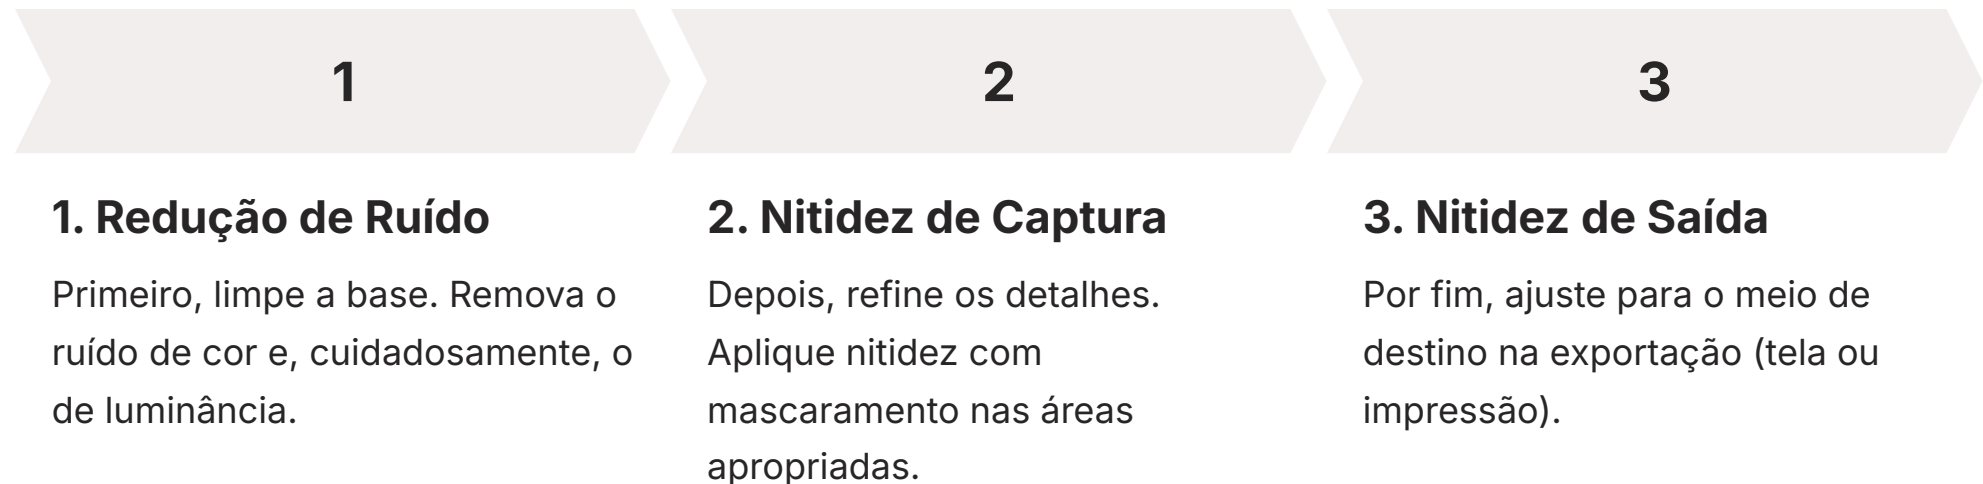 1
2
3
1. Redução de Ruído
Primeiro, limpe a base. Remova o
ruído de cor e, cuidadosamente, o
de luminância.
2. Nitidez de Captura
Depois, refine os detalhes.
Aplique nitidez com
mascaramento nas áreas
apropriadas.
3. Nitidez de Saída
Por fim, ajuste para o meio de
destino na exportação (tela ou
impressão).